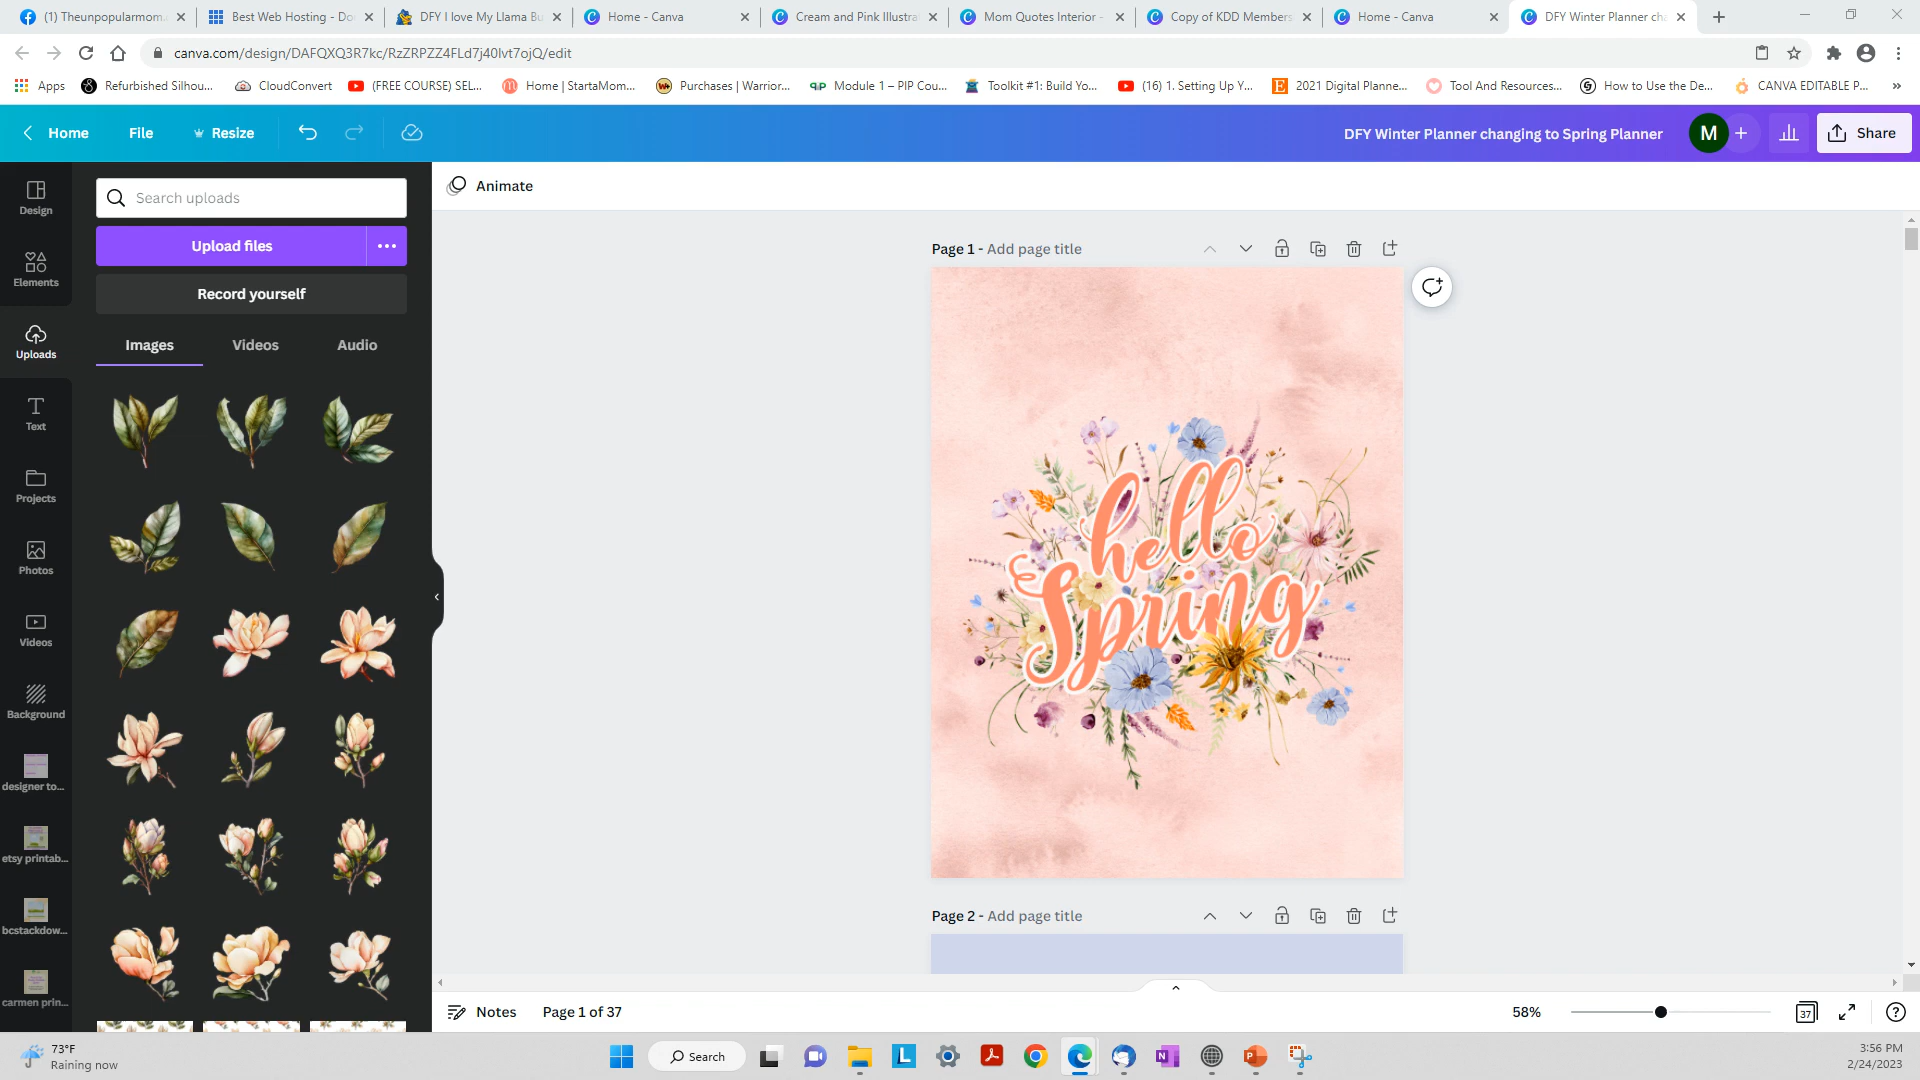 (1) Theunpopularmom.
Best Web Hosting - Do
DFY I love My Llama Bu
Home - Canva
Cream and Pink Illustra
Mom Quotes Interior -
Copy of KDD Members
Home - Canva
DFY Winter Planner cha
canva.com/design/DAFQXQ3R7kc/RzZRPZZ4FLd7j40lvt7ojQ/edit
Apps
Refurbished Silhou...
CloudConvert
(FREE COURSE) SEL...
Home | StartaMom...
Purchases | Warrior...
Module 1 – PIP Cou...
Toolkit #1: Build Yo...
(16) 1. Setting Up Y...
2021 Digital Planne...
Tool And Resources...
How to Use the De...
CANVA EDITABLE P...
Home
File
Resize
DFY Winter Planner changing to Spring Planner
M
Share
Design
Elements
Uploads
Text
Projects
Photos
Videos
Background
designer to...
etsy printab...
bcstackdow...
carmen prin...
Search uploads
Upload files
Record yourself
Images
Videos
Audio
Animate
Page 1 - Add page title
hello
Spring
Page 2 - Add page title
Notes
Page 1 of 37
58%
37
73°F
Raining now
Search
3:56 PM
2/24/2023